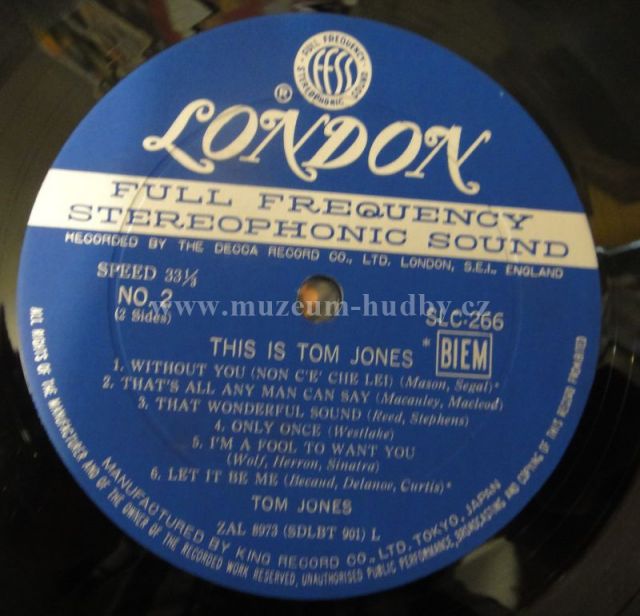 FULL FREQUENCY STEREOPHONIC SOUND
FFSS
®
LONDON
FULL FREQUENCY
STEREOPHONIC SOUND
RECORDED BY THE DECCA RECORD CO., LTD. LONDON, S.E.I., ENGLAND
SPEED 33⅓
NO. 2
(2 Sides)
www.muzeum-hudby.cz
SLC-266
THIS IS TOM JONES * BIEM
1. WITHOUT YOU (NON C'E' CHE LEI) (Mason, Segal)*
2. THAT'S ALL ANY MAN CAN SAY (Macauley, Macleod)
3. THAT WONDERFUL SOUND (Reed, Stephens)
4. ONLY ONCE (Westlake)
5. I'M A FOOL TO WANT YOU
(Wolf, Herron, Sinatra)
6. LET IT BE ME (Becaud, Delanoe, Curtis)*
TOM JONES
ZAL 8973 (SDLBT 901) L
MANUFACTURED BY KING RECORD CO., LTD, TOKYO, JAPAN
ALL RIGHTS OF THE MANUFACTURER AND OF THE OWNER OF THE RECORDED WORK RESERVED, UNAUTHORISED PUBLIC PERFORMANCE, BROADCASTING AND COPYING OF THIS RECORD PROHIBITED